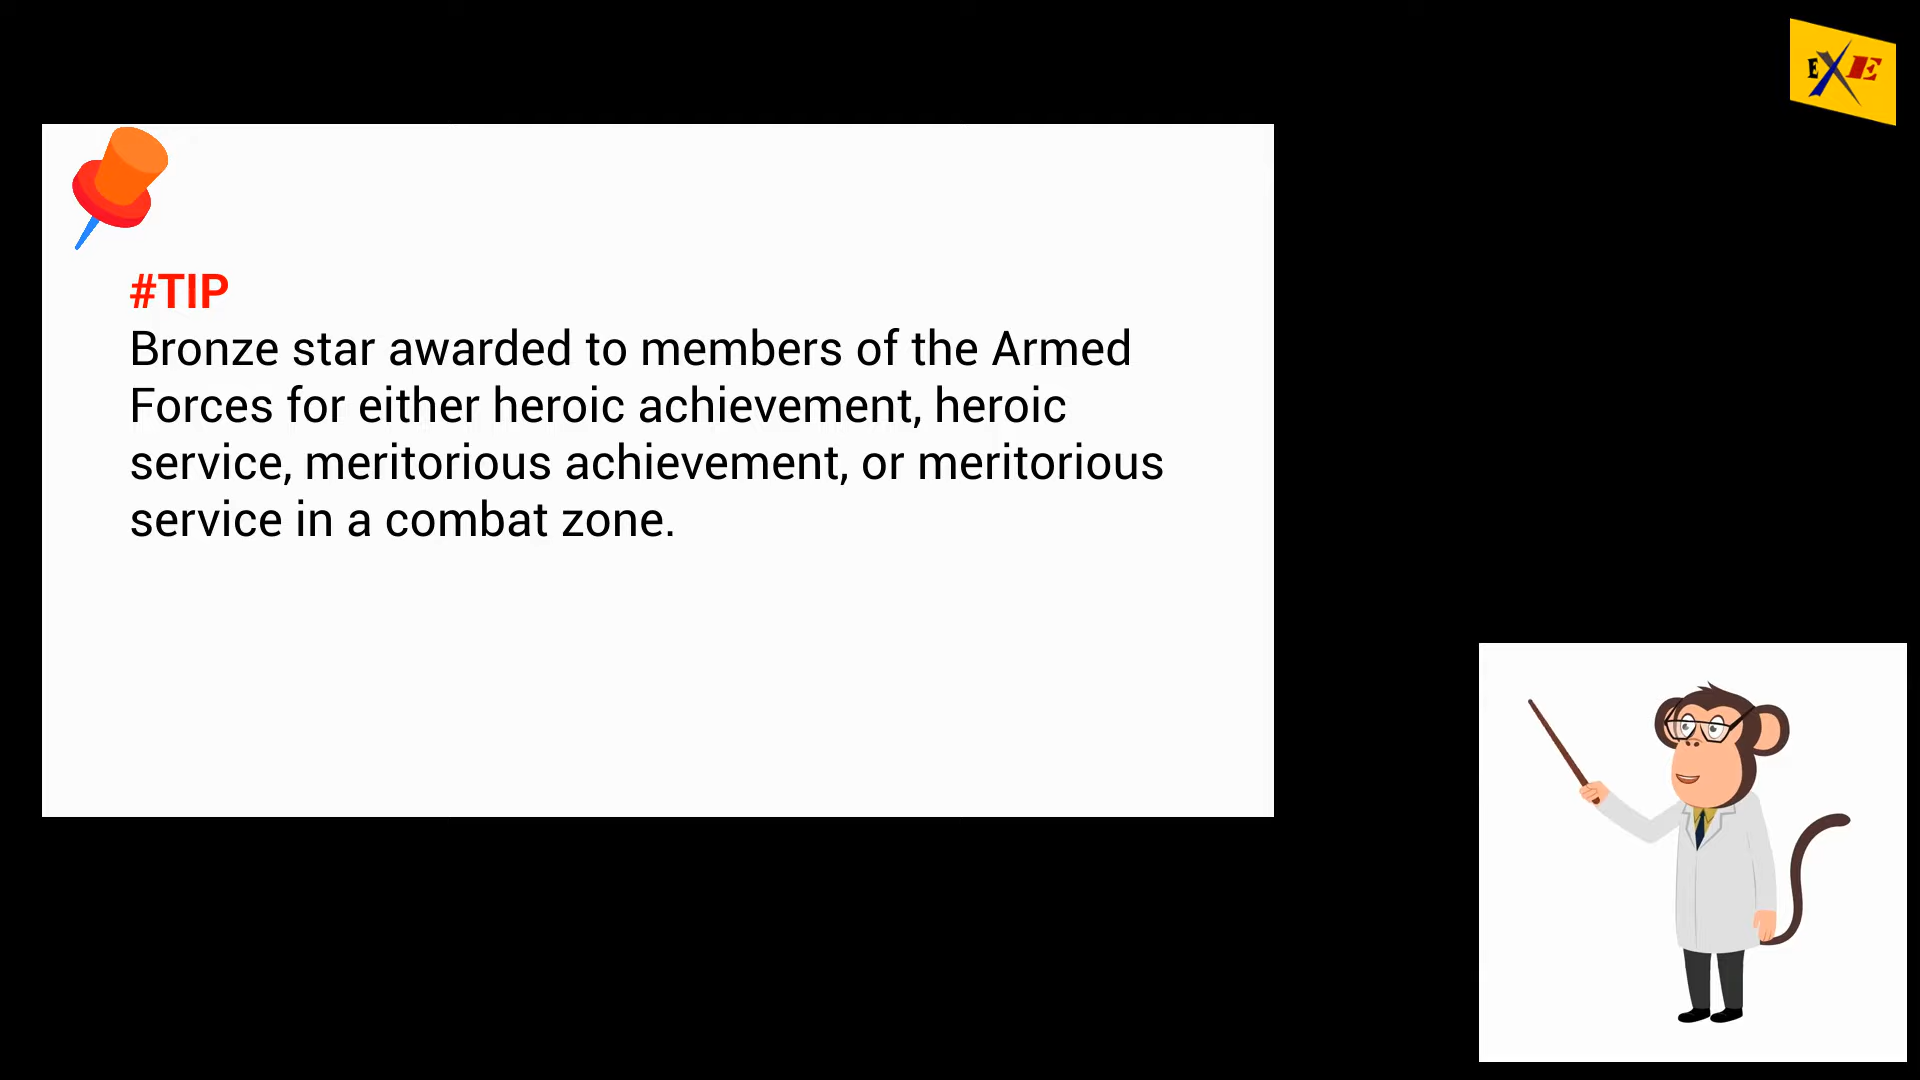 EXE
#TIP
Bronze star awarded to members of the Armed
Forces for either heroic achievement, heroic
service, meritorious achievement, or meritorious
service in a combat zone.